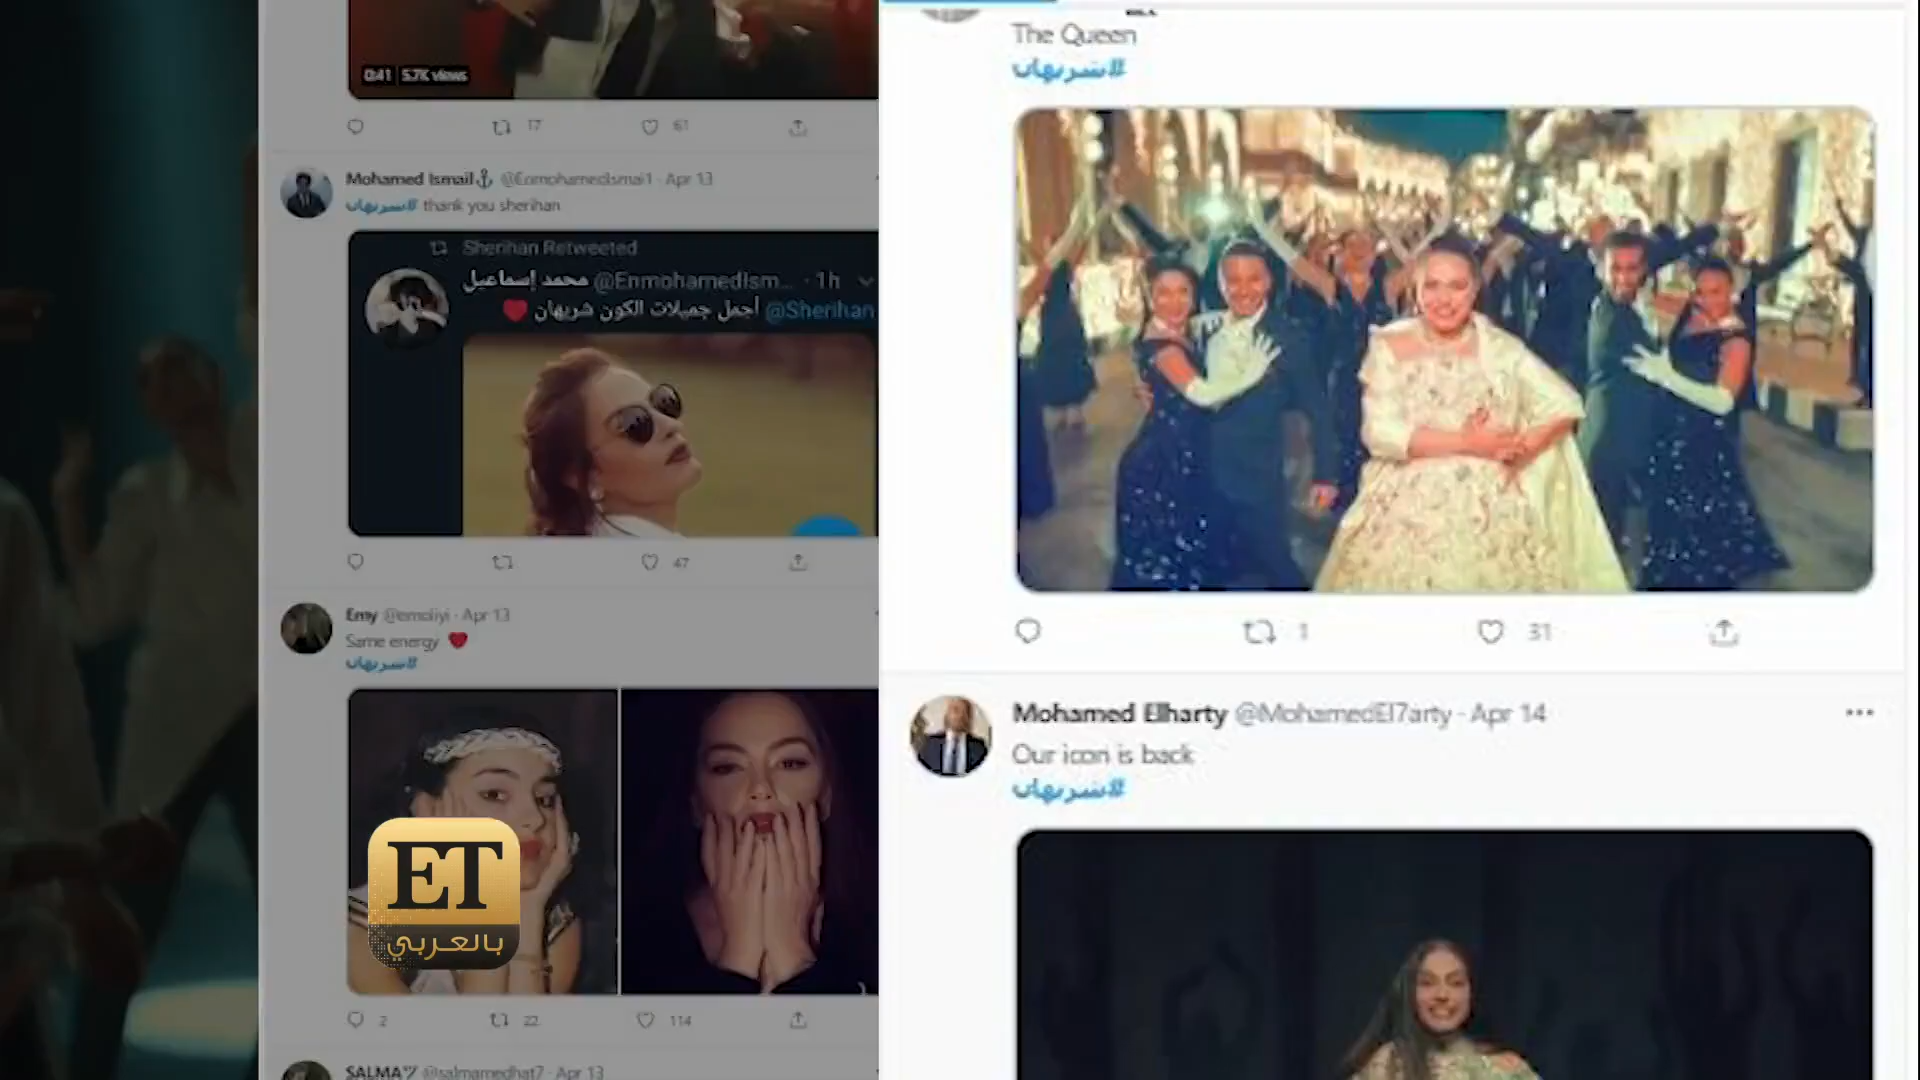 0:41 5.7K views
17 61
Mohamed Ismail @EnmohamedIsmai1 · Apr 13
#شريهان thank you sherihan
Sherihan Retweeted
محمد إسماعيل @EnmohamedIsm... · 1h
أجمل جميلات الكون شريهان @Sherihan
47
Emy @emoliyi · Apr 13
Same energy
#شريهان
2 22 114
SALMA @salmamedhat7 · Apr 13
ET
بالعربي
The Queen
#شريهان
1 31
Mohamed Elharty @MohamedEl7arty · Apr 14
Our icon is back
#شريهان